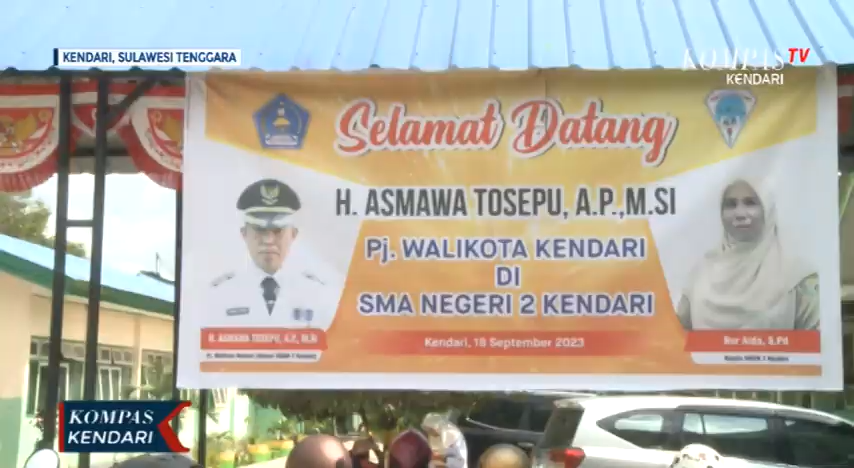 KENDARI, SULAWESI TENGGARA
KOMPAS TV
KENDARI
Selamat Datang
H. ASMAWA TOSEPU, A.P.,M.SI
Pj. WALIKOTA KENDARI
DI
SMA NEGERI 2 KENDARI
Kendari, 18 September 2023
H. ASMAWA TOSEPU, A.P., M.Si
Nur Aida, S.Pd
KOMPAS
KENDARI